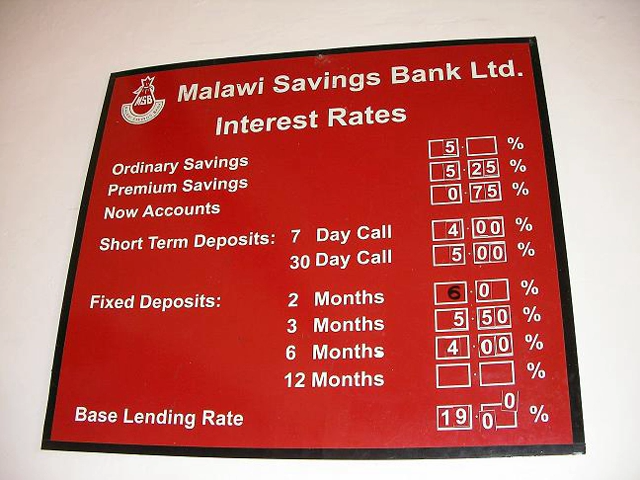 MSB
Malawi Savings Bank Ltd.
Interest Rates
Ordinary Savings 5. %
Premium Savings 5.25 %
Now Accounts 0.75 %
Short Term Deposits: 7 Day Call 4.00 %
30 Day Call 5.00 %
Fixed Deposits: 2 Months 6.0 %
3 Months 5.50 %
6 Months 4.00 %
12 Months . %
Base Lending Rate 19.00 %